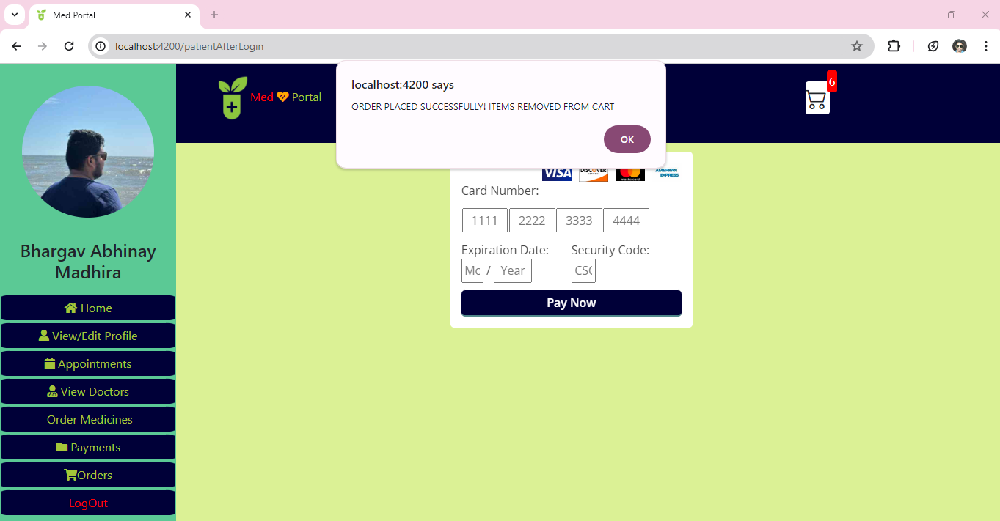 Med Portal
localhost:4200/patientAfterLogin
localhost:4200 says
ORDER PLACED SUCCESSFULLY! ITEMS REMOVED FROM CART
OK
Med Portal
6
Bhargav Abhinay
Madhira
Home
View/Edit Profile
Appointments
View Doctors
Order Medicines
Payments
Orders
LogOut
VISA DISCOVER mastercard AMERICAN EXPRESS
Card Number:
1111 2222 3333 4444
Expiration Date: Security Code:
/ Year CSC
Pay Now